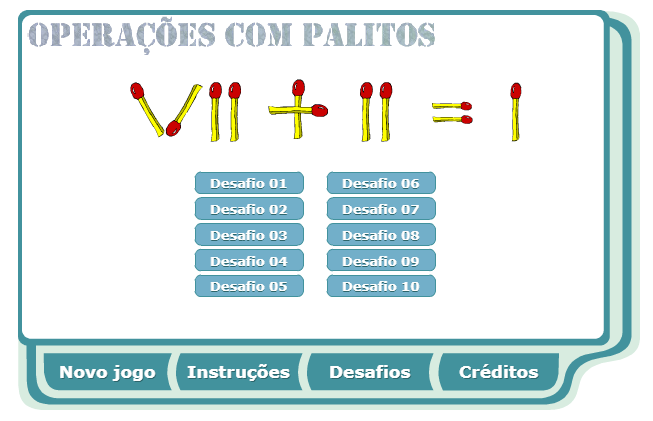 OPERAÇÕES COM PALITOS
VII + II = I
Desafio 01
Desafio 02
Desafio 03
Desafio 04
Desafio 05
Desafio 06
Desafio 07
Desafio 08
Desafio 09
Desafio 10
Novo jogo
Instruções
Desafios
Créditos